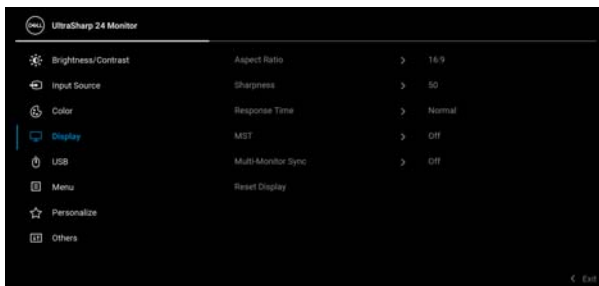 DELL UltraSharp 24 Monitor
Brightness/Contrast Aspect Ratio > 16:9
Input Source Sharpness > 50
Color Response Time > Normal
Display MST > Off
USB Multi-Monitor Sync > Off
Menu Reset Display
Personalize
Others
< Exit